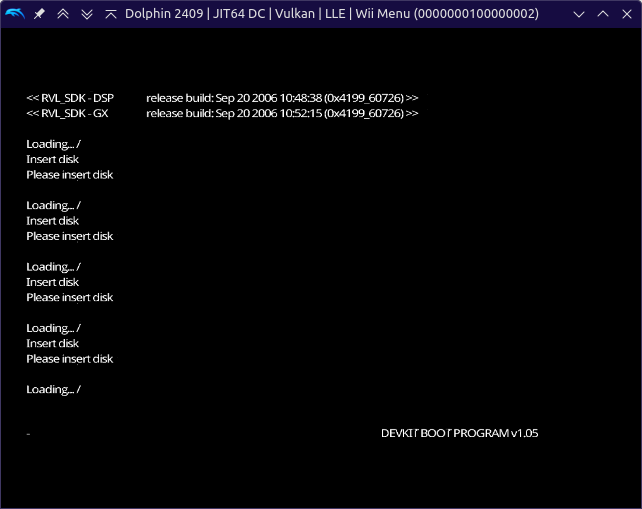 Dolphin 2409 | JIT64 DC | Vulkan | LLE | Wii Menu (0000000100000002)
<< RVL_SDK - DSP release build: Sep 20 2006 10:48:38 (0x4199_60726) >>
<< RVL_SDK - GX release build: Sep 20 2006 10:52:15 (0x4199_60726) >>
Loading... /
Insert disk
Please insert disk
Loading... /
Insert disk
Please insert disk
Loading... /
Insert disk
Please insert disk
Loading... /
Insert disk
Please insert disk
Loading... /
- DEVKIT BOOT PROGRAM v1.05